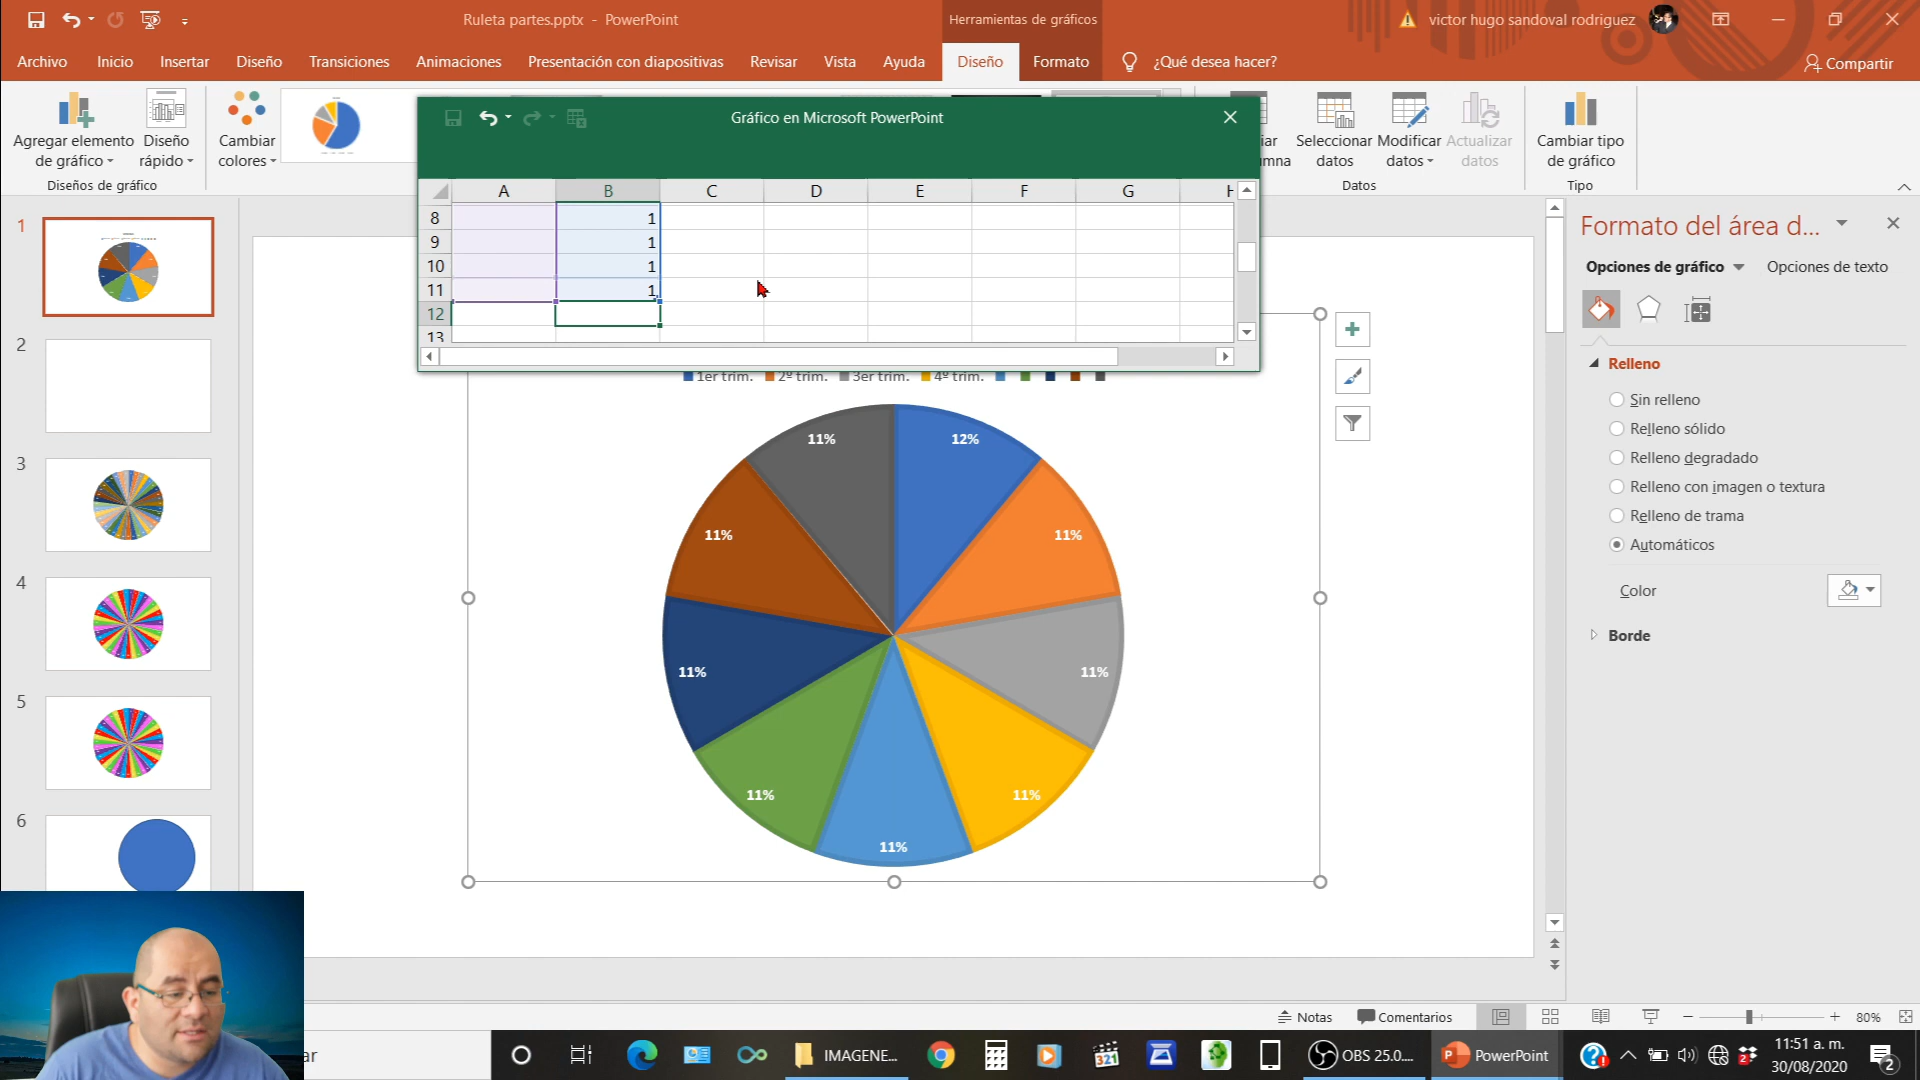 Ruleta partes.pptx - PowerPoint
Herramientas de gráficos
victor hugo sandoval rodriguez
Archivo Inicio Insertar Diseño Transiciones Animaciones Presentación con diapositivas Revisar Vista Ayuda Diseño Formato ¿Qué desea hacer? Compartir
Agregar elemento de gráfico
Diseño rápido
Cambiar colores
Diseños de gráfico
Gráfico en Microsoft PowerPoint
Seleccionar datos
Modificar datos
Actualizar datos
Cambiar tipo de gráfico
Datos
Tipo
A B C D E F G H
8 1
9 1
10 1
11 1
12
13
1er trim. 2º trim. 3er trim. 4º trim.
11% 12%
11% 11%
11% 11%
11% 11%
11%
1
2
3
4
5
6
Formato del área d...
Opciones de gráfico Opciones de texto
Relleno
Sin relleno
Relleno sólido
Relleno degradado
Relleno con imagen o textura
Relleno de trama
Automáticos
Color
Borde
Notas Comentarios 80%
ar
321
IMAGENE...
OBS 25.0....
PowerPoint
11:51 a. m.
30/08/2020
2